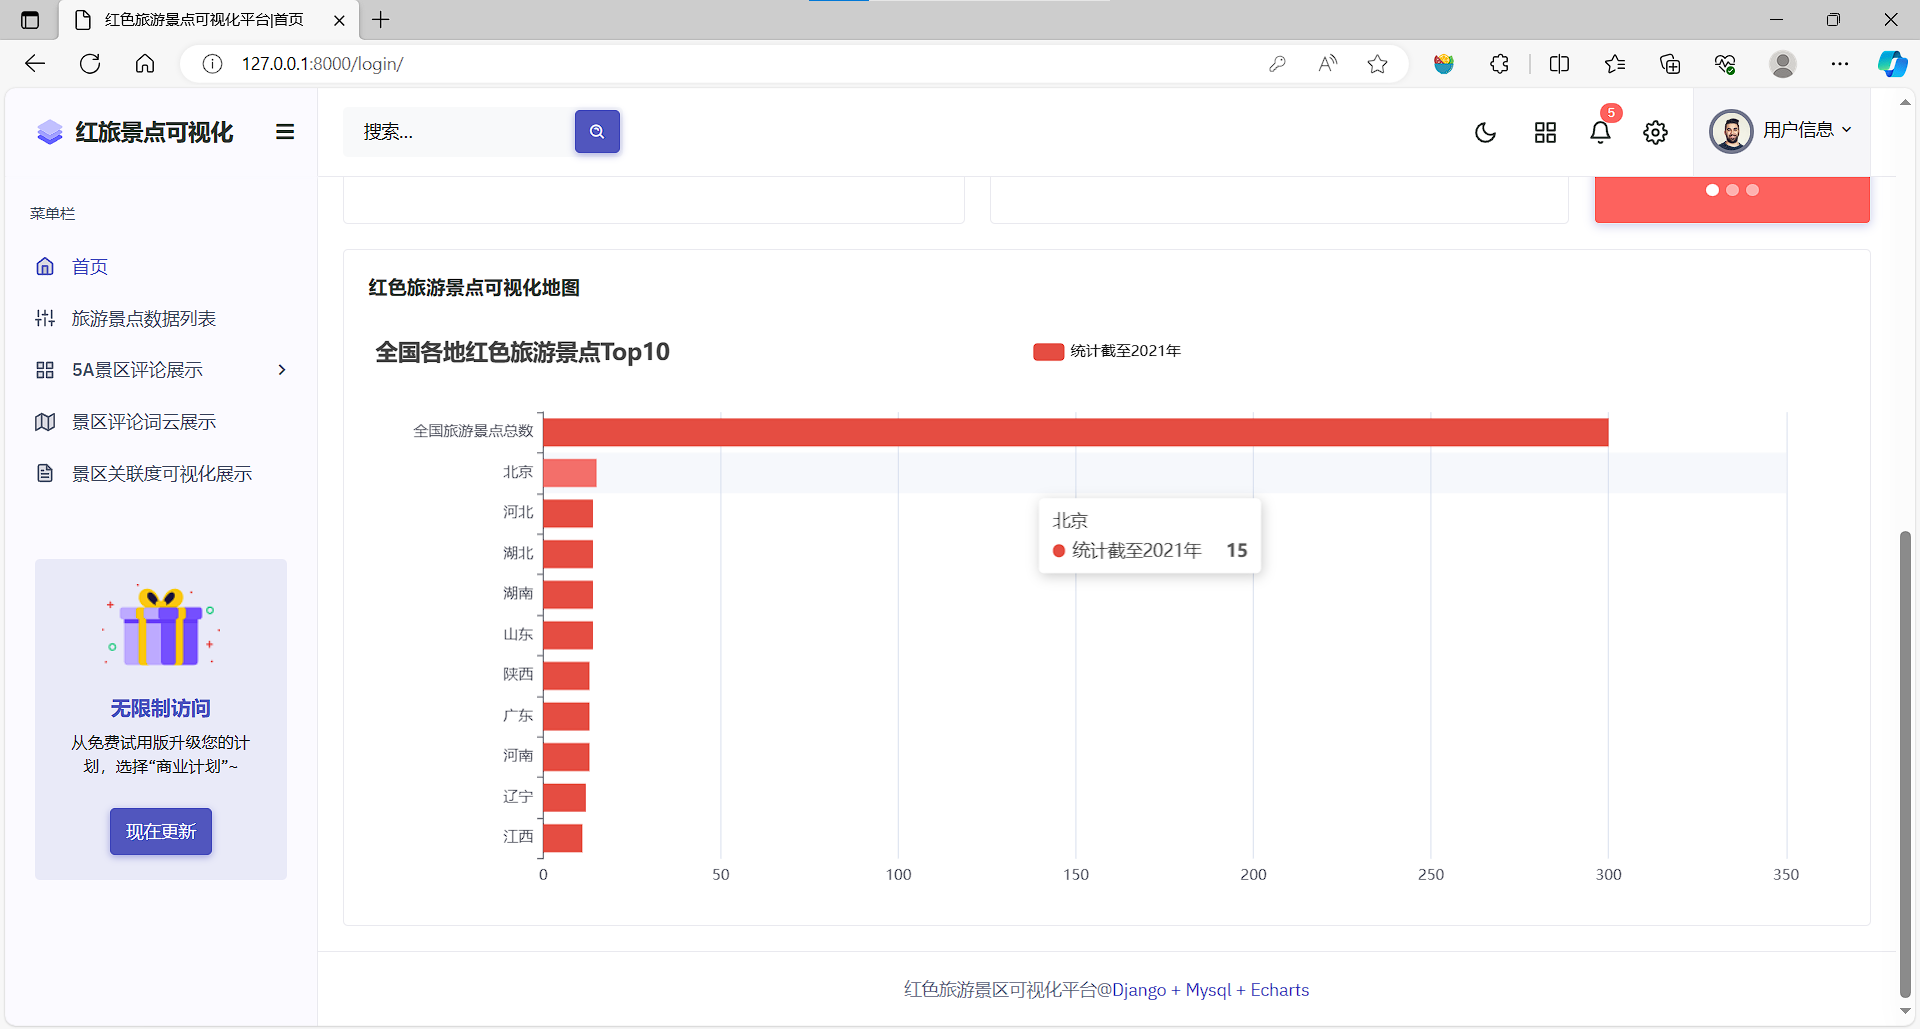 红色旅游景点可视化平台|首页
127.0.0.1:8000/login/
红旅景点可视化
搜索...
5
用户信息
菜单栏
首页
旅游景点数据列表
5A景区评论展示
景区评论词云展示
景区关联度可视化展示
无限制访问
从免费试用版升级您的计
划，选择“商业计划”~
现在更新
红色旅游景点可视化地图
全国各地红色旅游景点Top10
统计截至2021年
全国旅游景点总数
北京
河北
湖北
湖南
山东
陕西
广东
河南
辽宁
江西
0 50 100 150 200 250 300 350
北京
统计截至2021年 15
红色旅游景区可视化平台@Django + Mysql + Echarts